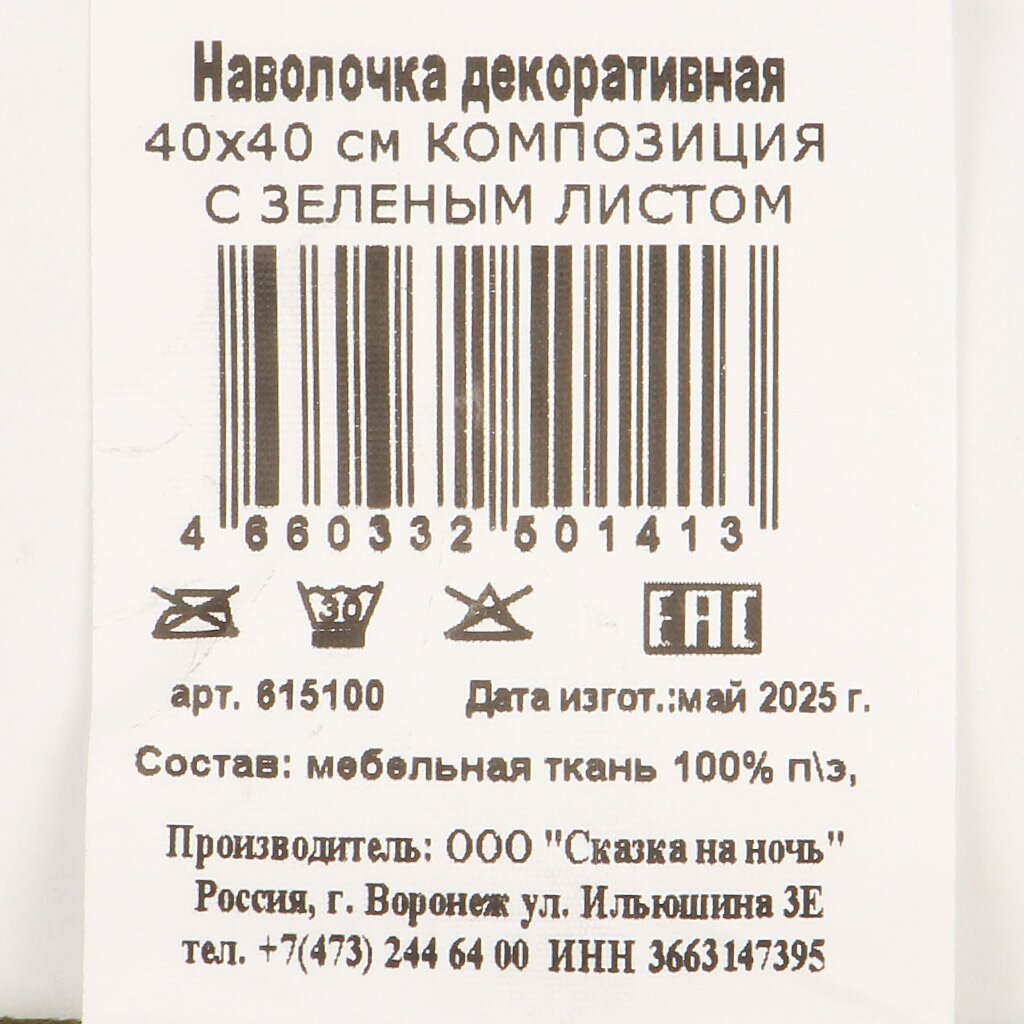 Наволочка декоративная
40x40 см КОМПОЗИЦИЯ
С ЗЕЛЕНЫМ ЛИСТОМ
4 660332 501413
30 EAC
арт. 615100 Дата изгот.:май 2025 г.
Состав: мебельная ткань 100% п\э,
Производитель: ООО "Сказка на ночь"
Россия, г. Воронеж ул. Ильюшина 3Е
тел. +7(473) 244 64 00 ИНН 3663147395